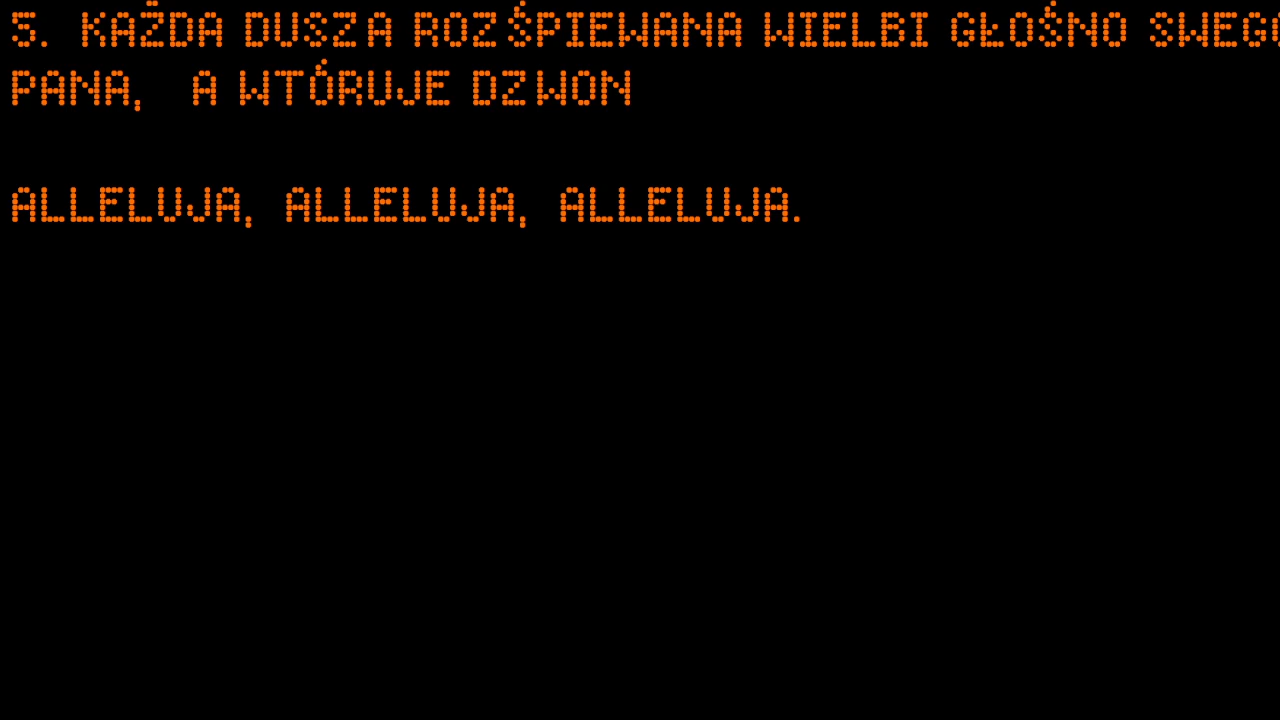 5. KAŻDA DUSZA ROZŚPIEWANA WIELBI GŁOŚNO SWEGO
PANA, A WTÓRUJE DZWON
ALLELUJA, ALLELUJA, ALLELUJA.